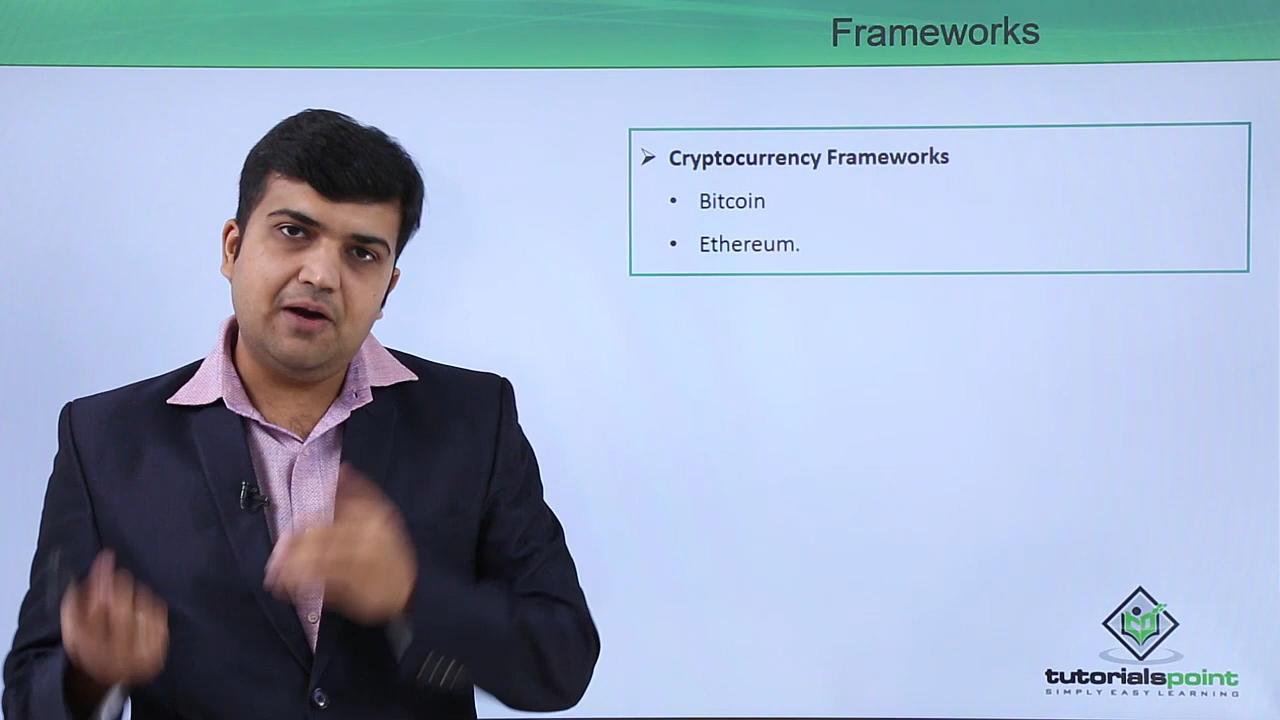 Frameworks
➢ Cryptocurrency Frameworks
• Bitcoin
• Ethereum.
tutorialspoint
SIMPLY EASY LEARNING